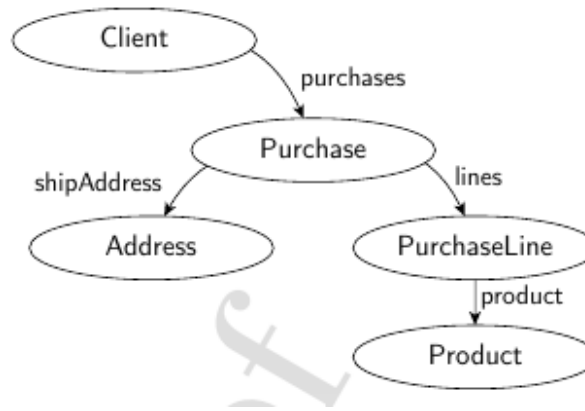 Client
purchases
Purchase
shipAddress
lines
Address
PurchaseLine
product
Product